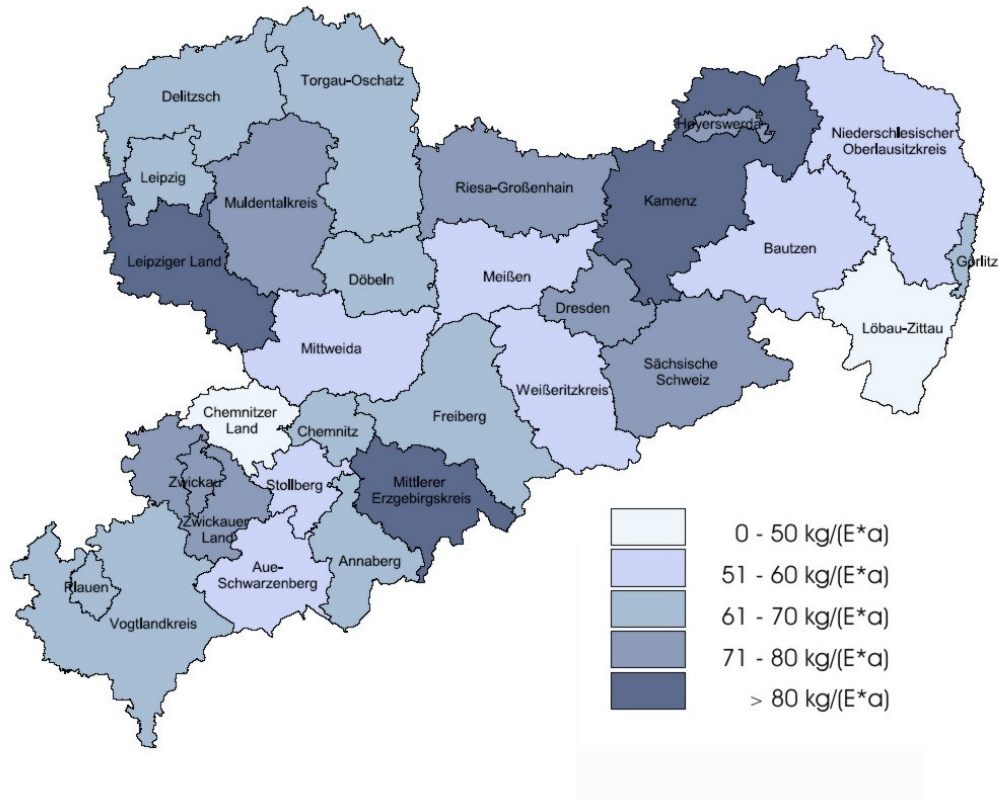 Torgau-Oschatz
Delitzsch
Hoyerswerda
Niederschlesischer
Oberlausitzkreis
Leipzig
Riesa-Großenhain
Muldentalkreis
Kamenz
Bautzen
Leipziger Land
Görlitz
Döbeln
Meißen
Dresden
Löbau-Zittau
Mittweida
Sächsische
Schweiz
Weißeritzkreis
Chemnitzer
Land
Freiberg
Chemnitz
Zwickau
Stollberg
Mittlerer
Erzgebirgskreis
Zwickauer
Land
Annaberg
Aue-
Schwarzenberg
Plauen
Vogtlandkreis
0 - 50 kg/(E*a)
51 - 60 kg/(E*a)
61 - 70 kg/(E*a)
71 - 80 kg/(E*a)
> 80 kg/(E*a)